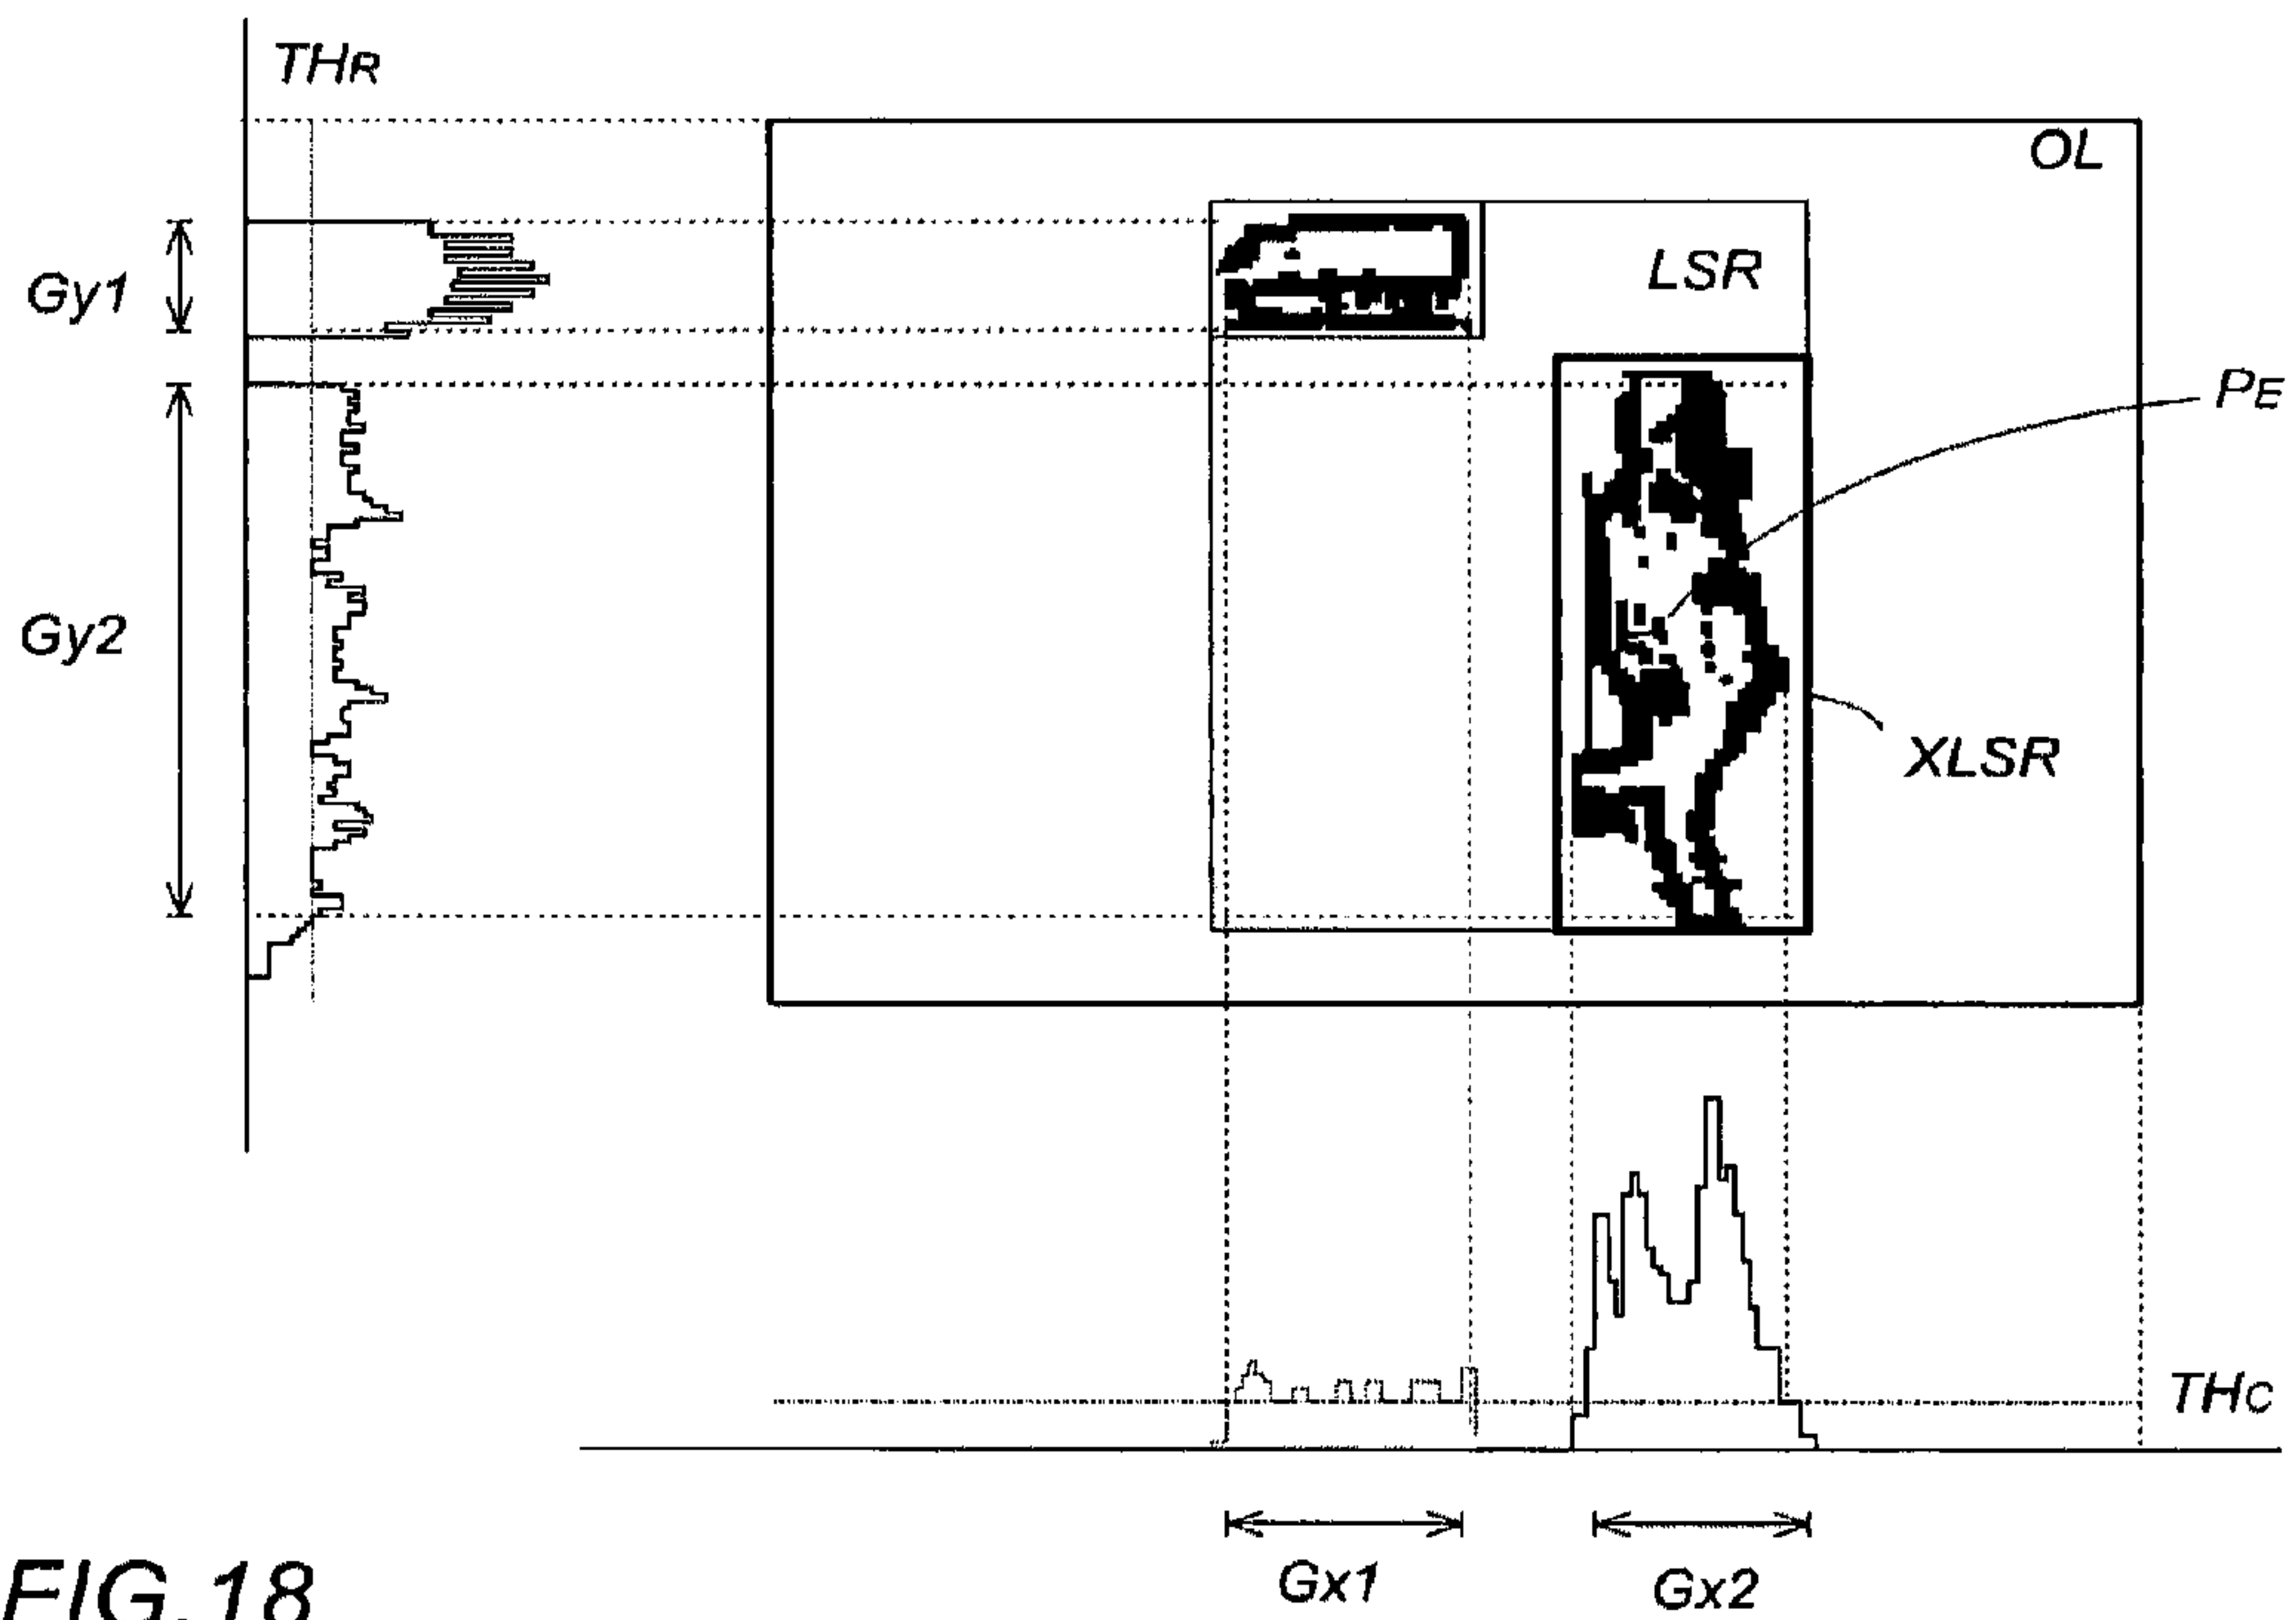 THR
OL
Gy1
LSR
PE
Gy2
XLSR
THC
Gx1
Gx2
FIG.18